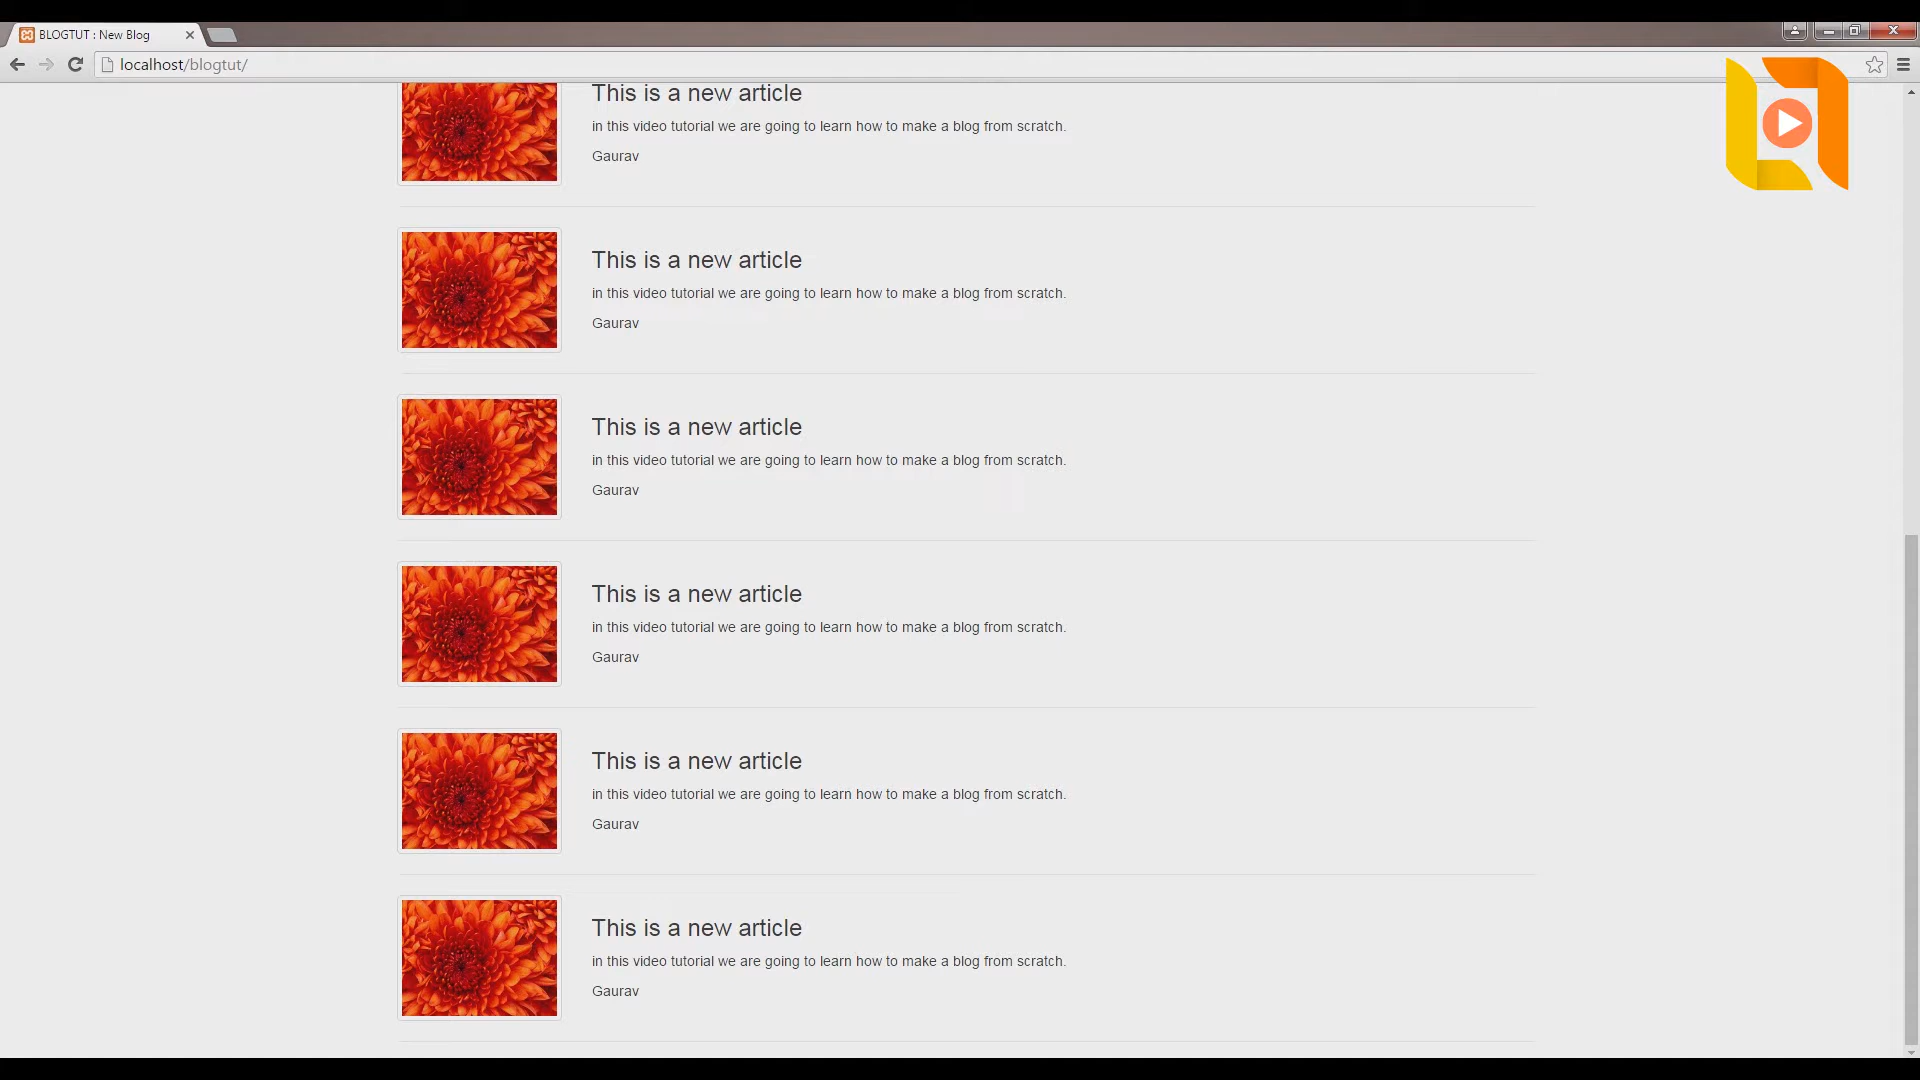 BLOGTUT : New Blog
localhost/blogtut/
This is a new article
in this video tutorial we are going to learn how to make a blog from scratch.
Gaurav
This is a new article
in this video tutorial we are going to learn how to make a blog from scratch.
Gaurav
This is a new article
in this video tutorial we are going to learn how to make a blog from scratch.
Gaurav
This is a new article
in this video tutorial we are going to learn how to make a blog from scratch.
Gaurav
This is a new article
in this video tutorial we are going to learn how to make a blog from scratch.
Gaurav
This is a new article
in this video tutorial we are going to learn how to make a blog from scratch.
Gaurav